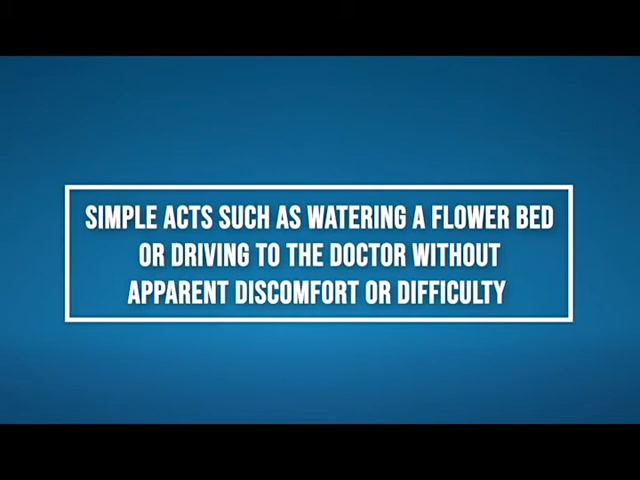 SIMPLE ACTS SUCH AS WATERING A FLOWER BED
OR DRIVING TO THE DOCTOR WITHOUT
APPARENT DISCOMFORT OR DIFFICULTY